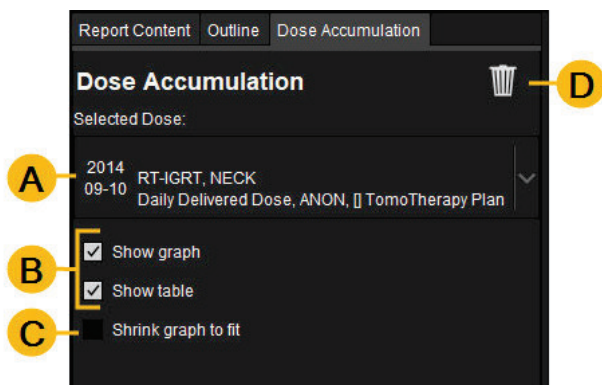 Report Content Outline Dose Accumulation
Dose Accumulation
D
Selected Dose:
A
2014
09-10
RT-IGRT, NECK
Daily Delivered Dose, ANON, [] TomoTherapy Plan
B
Show graph
Show table
C
Shrink graph to fit